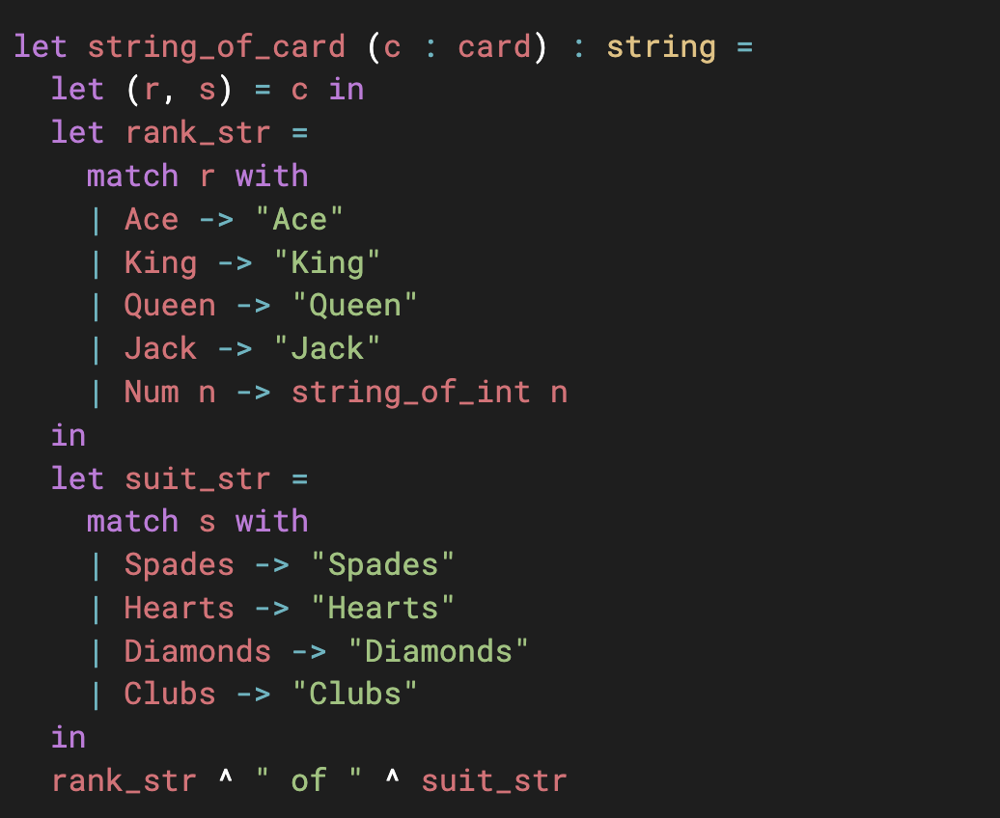 let string_of_card (c : card) : string =
  let (r, s) = c in
  let rank_str =
    match r with
    | Ace -> "Ace"
    | King -> "King"
    | Queen -> "Queen"
    | Jack -> "Jack"
    | Num n -> string_of_int n
  in
  let suit_str =
    match s with
    | Spades -> "Spades"
    | Hearts -> "Hearts"
    | Diamonds -> "Diamonds"
    | Clubs -> "Clubs"
  in
  rank_str ^ " of " ^ suit_str